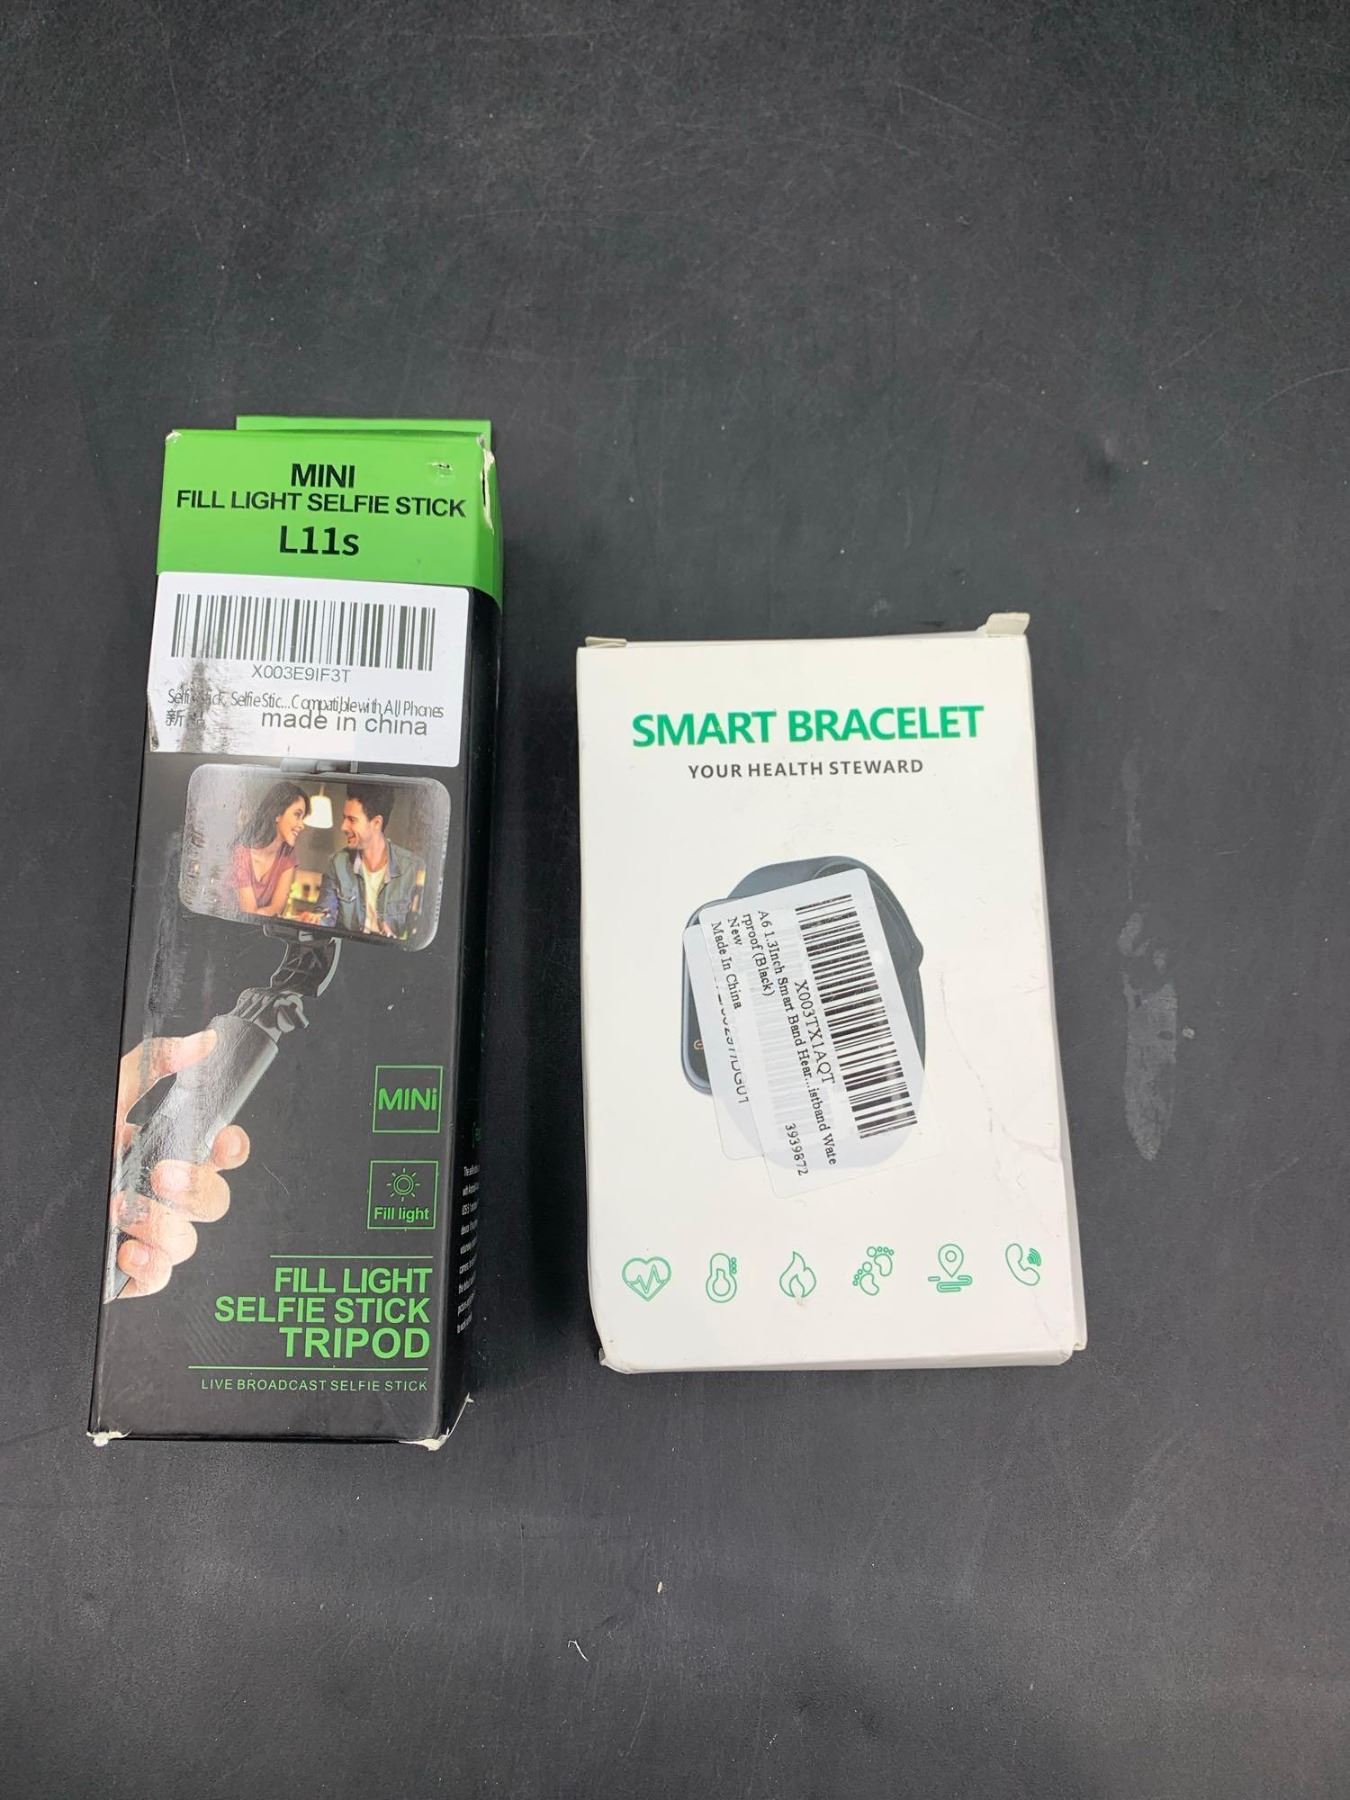 MINI
FILL LIGHT SELFIE STICK
L11s
X003E9IF3T
Selfie Stick, Selfie Stic...Compatible with All Phones
新
made in china
MINi
Fill light
FILL LIGHT
SELFIE STICK
TRIPOD
LIVE BROADCAST SELFIE STICK
SMART BRACELET
YOUR HEALTH STEWARD
X003TX1AQT
A6 1.3Inch Smart Band Hear...istband Wate
rproof (Black)
New
Made In China
3939872